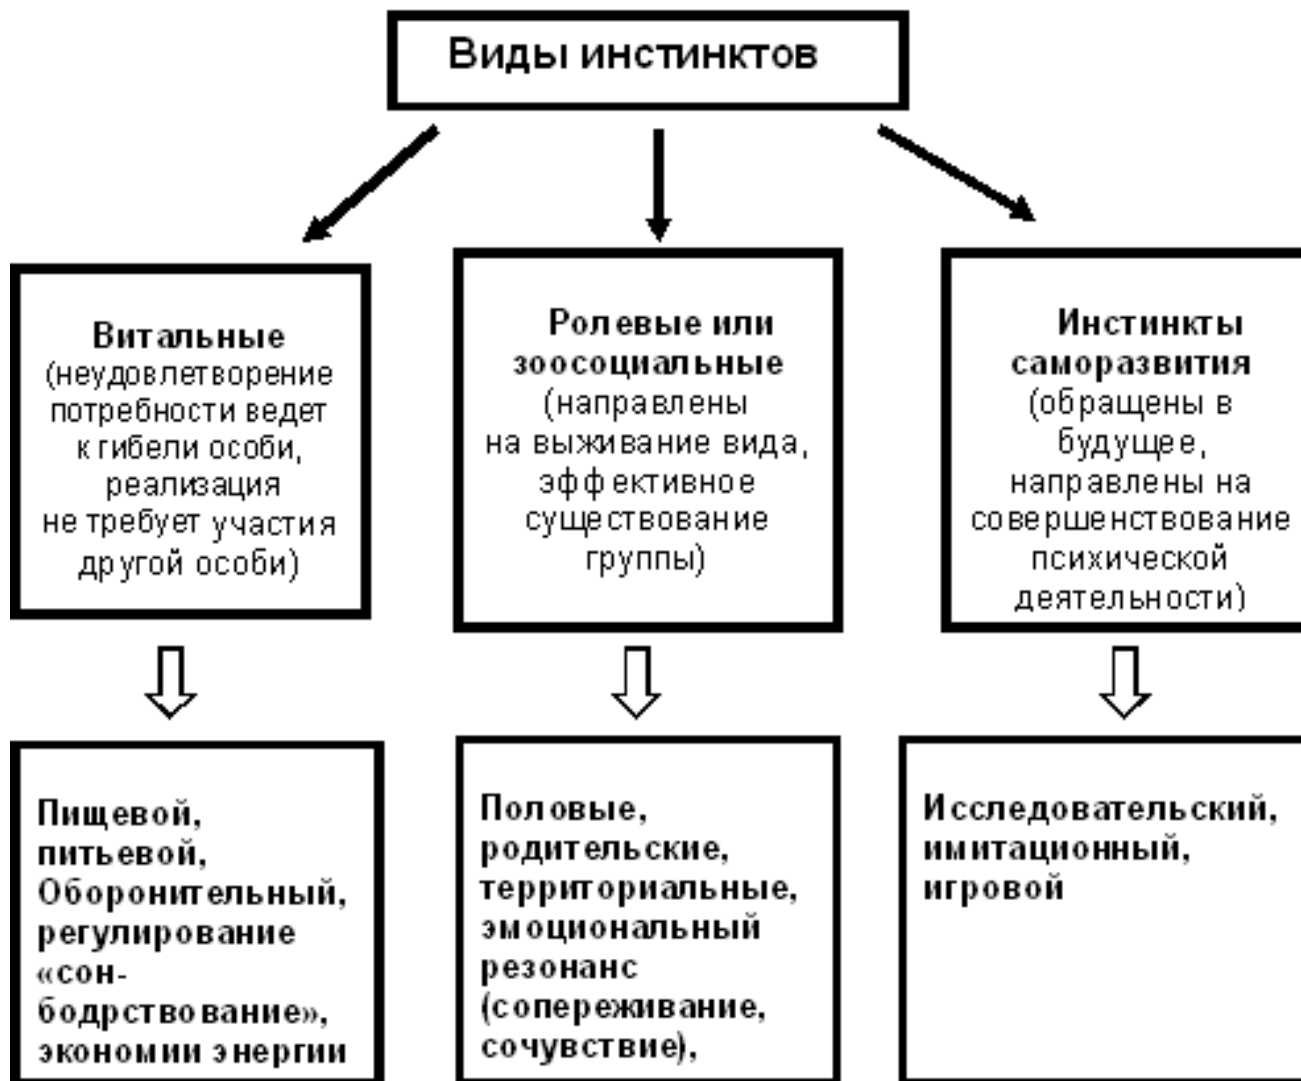 Виды инстинктов
Витальные
(неудовлетворение
потребности ведет
к гибели особи,
реализация
не требует участия
другой особи)
Ролевые или
зоосоциальные
(направлены
на выживание вида,
эффективное
существование
группы)
Инстинкты
саморазвития
(обращены в
будущее,
направлены на
совершенствование
психической
деятельности)
Пищевой,
питьевой,
Оборонительный,
регулирование
«сон-
бодрствование»,
экономии энергии
Половые,
родительские,
территориальные,
эмоциональный
резонанс
(сопереживание,
сочувствие),
Исследовательский,
имитационный,
игровой